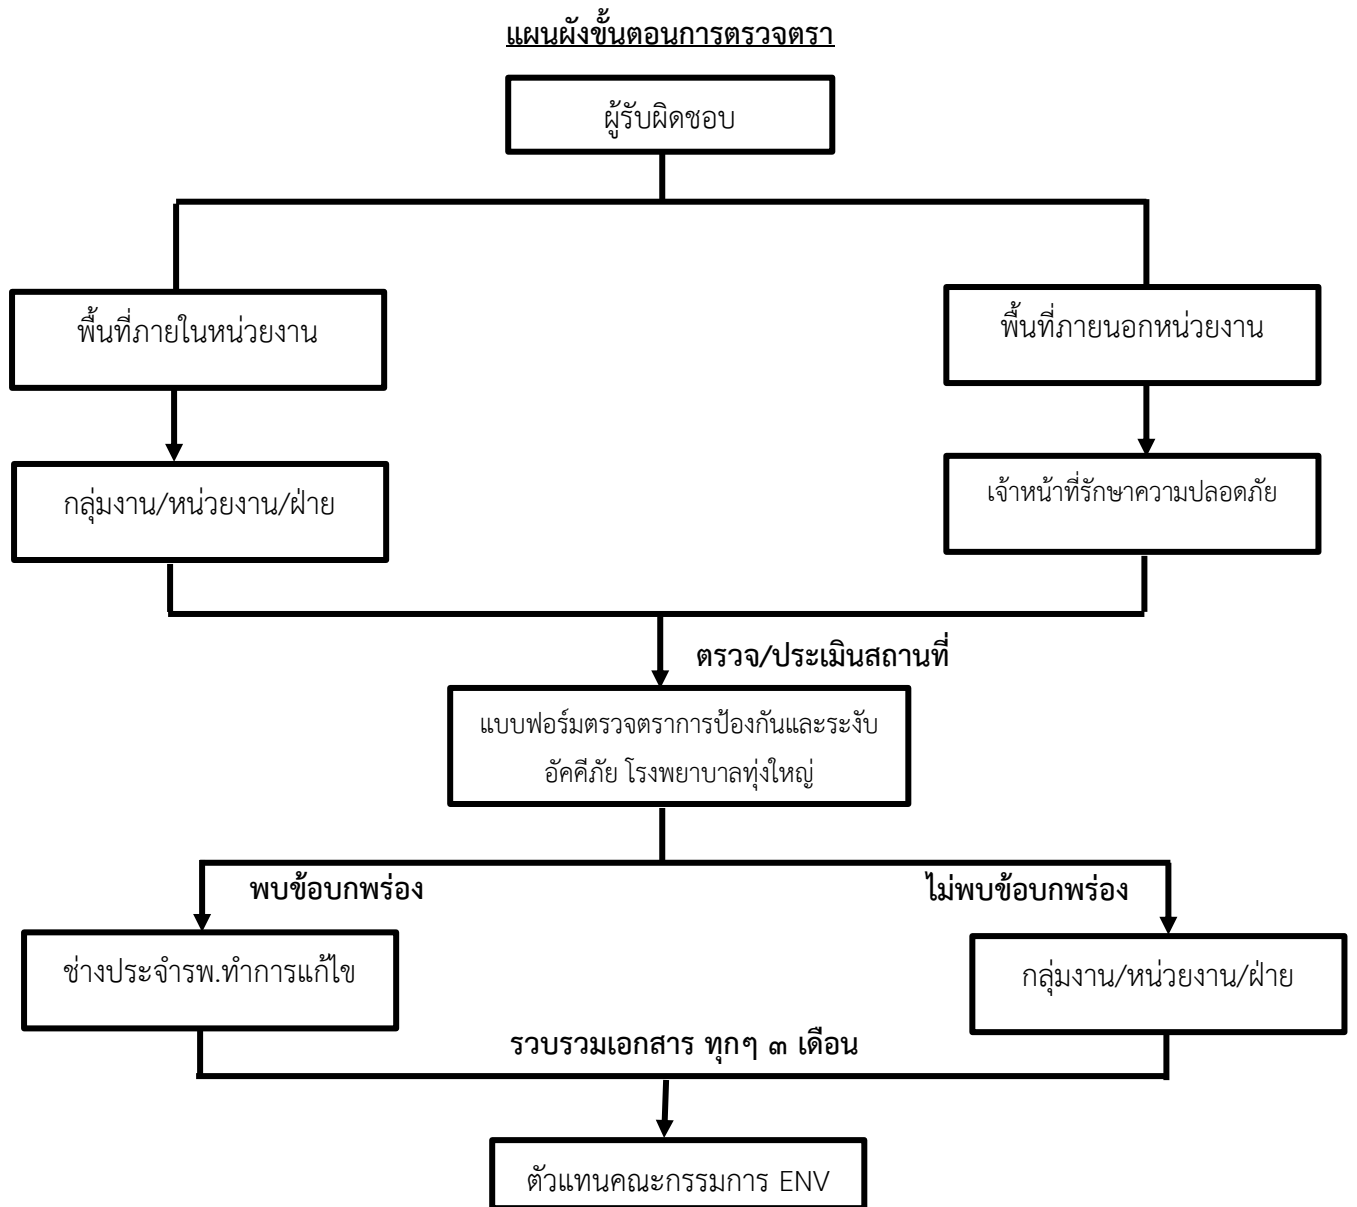 แผนผังขั้นตอนการตรวจตรา
ผู้รับผิดชอบ
พื้นที่ภายในหน่วยงาน
พื้นที่ภายนอกหน่วยงาน
กลุ่มงาน/หน่วยงาน/ฝ่าย
เจ้าหน้าที่รักษาความปลอดภัย
ตรวจ/ประเมินสถานที่
แบบฟอร์มตรวจตราการป้องกันและระงับ
อัคคีภัย โรงพยาบาลทุ่งใหญ่
พบข้อบกพร่อง
ไม่พบข้อบกพร่อง
ช่างประจำรพ.ทำการแก้ไข
กลุ่มงาน/หน่วยงาน/ฝ่าย
รวบรวมเอกสาร ทุกๆ ๓ เดือน
ตัวแทนคณะกรรมการ ENV